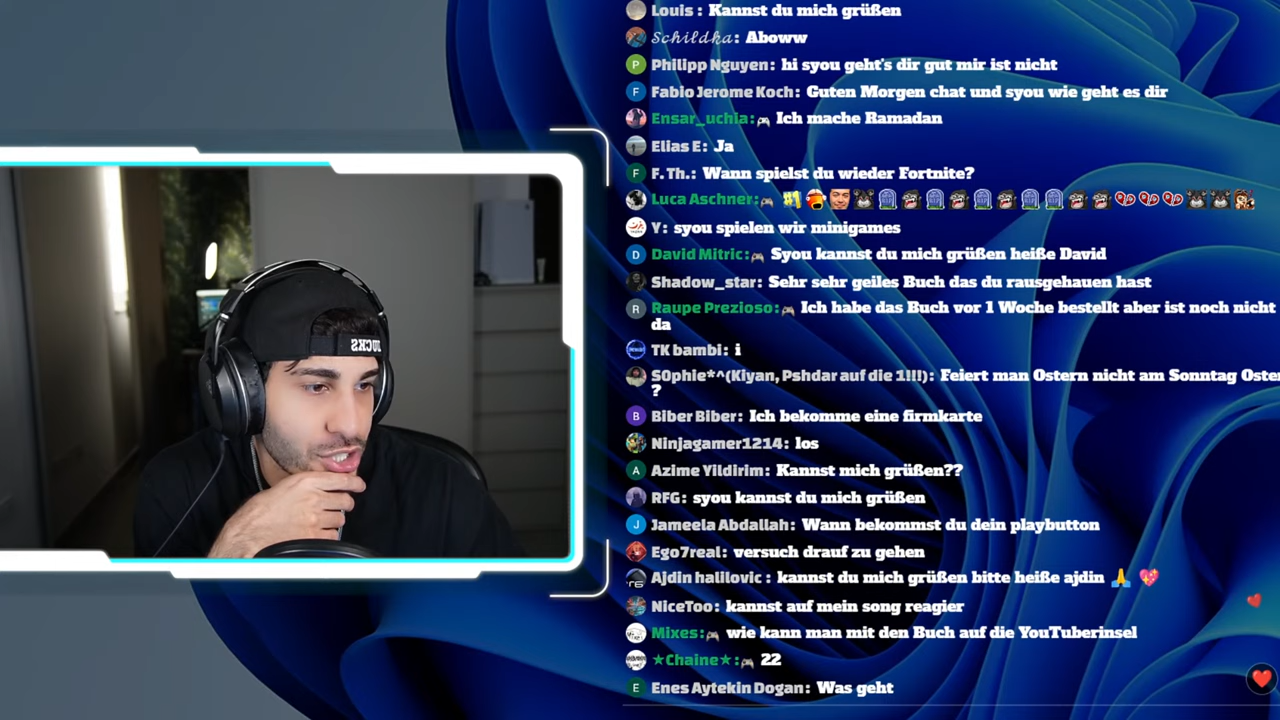 Louis : Kannst du mich grüßen
𝓢𝓬𝓱𝓲𝓵𝓭𝓴𝓪: Aboww
P Philipp Nguyen: hi syou geht's dir gut mir ist nicht
F Fabio Jerome Koch: Guten Morgen chat und syou wie geht es dir
Ensar_uchia: Ich mache Ramadan
Elias E: Ja
F F. Th.: Wann spielst du wieder Fortnite?
Luca Aschner: #1
Y: syou spielen wir minigames
D David Mitric: Syou kannst du mich grüßen heiße David
Shadow_star: Sehr sehr geiles Buch das du rausgehauen hast
R Raupe Prezioso: Ich habe das Buch vor 1 Woche bestellt aber ist noch nicht
da
TK bambi: i
S0phie*^(Kiyan, Pshdar auf die 1!!!): Feiert man Ostern nicht am Sonntag Oster
?
B Biber Biber: Ich bekomme eine firmkarte
Ninjagamer1214: los
A Azime Yildirim: Kannst mich grüßen??
RFG: syou kannst du mich grüßen
J Jameela Abdallah: Wann bekommst du dein playbutton
Ego7real: versuch drauf zu gehen
Ajdin halilovic : kannst du mich grüßen bitte heiße ajdin 🙏 💖
NiceToo: kannst auf mein song reagier
Mixes: wie kann man mit den Buch auf die YouTuberinsel
★Chaine★: 22
E Enes Aytekin Dogan: Was geht